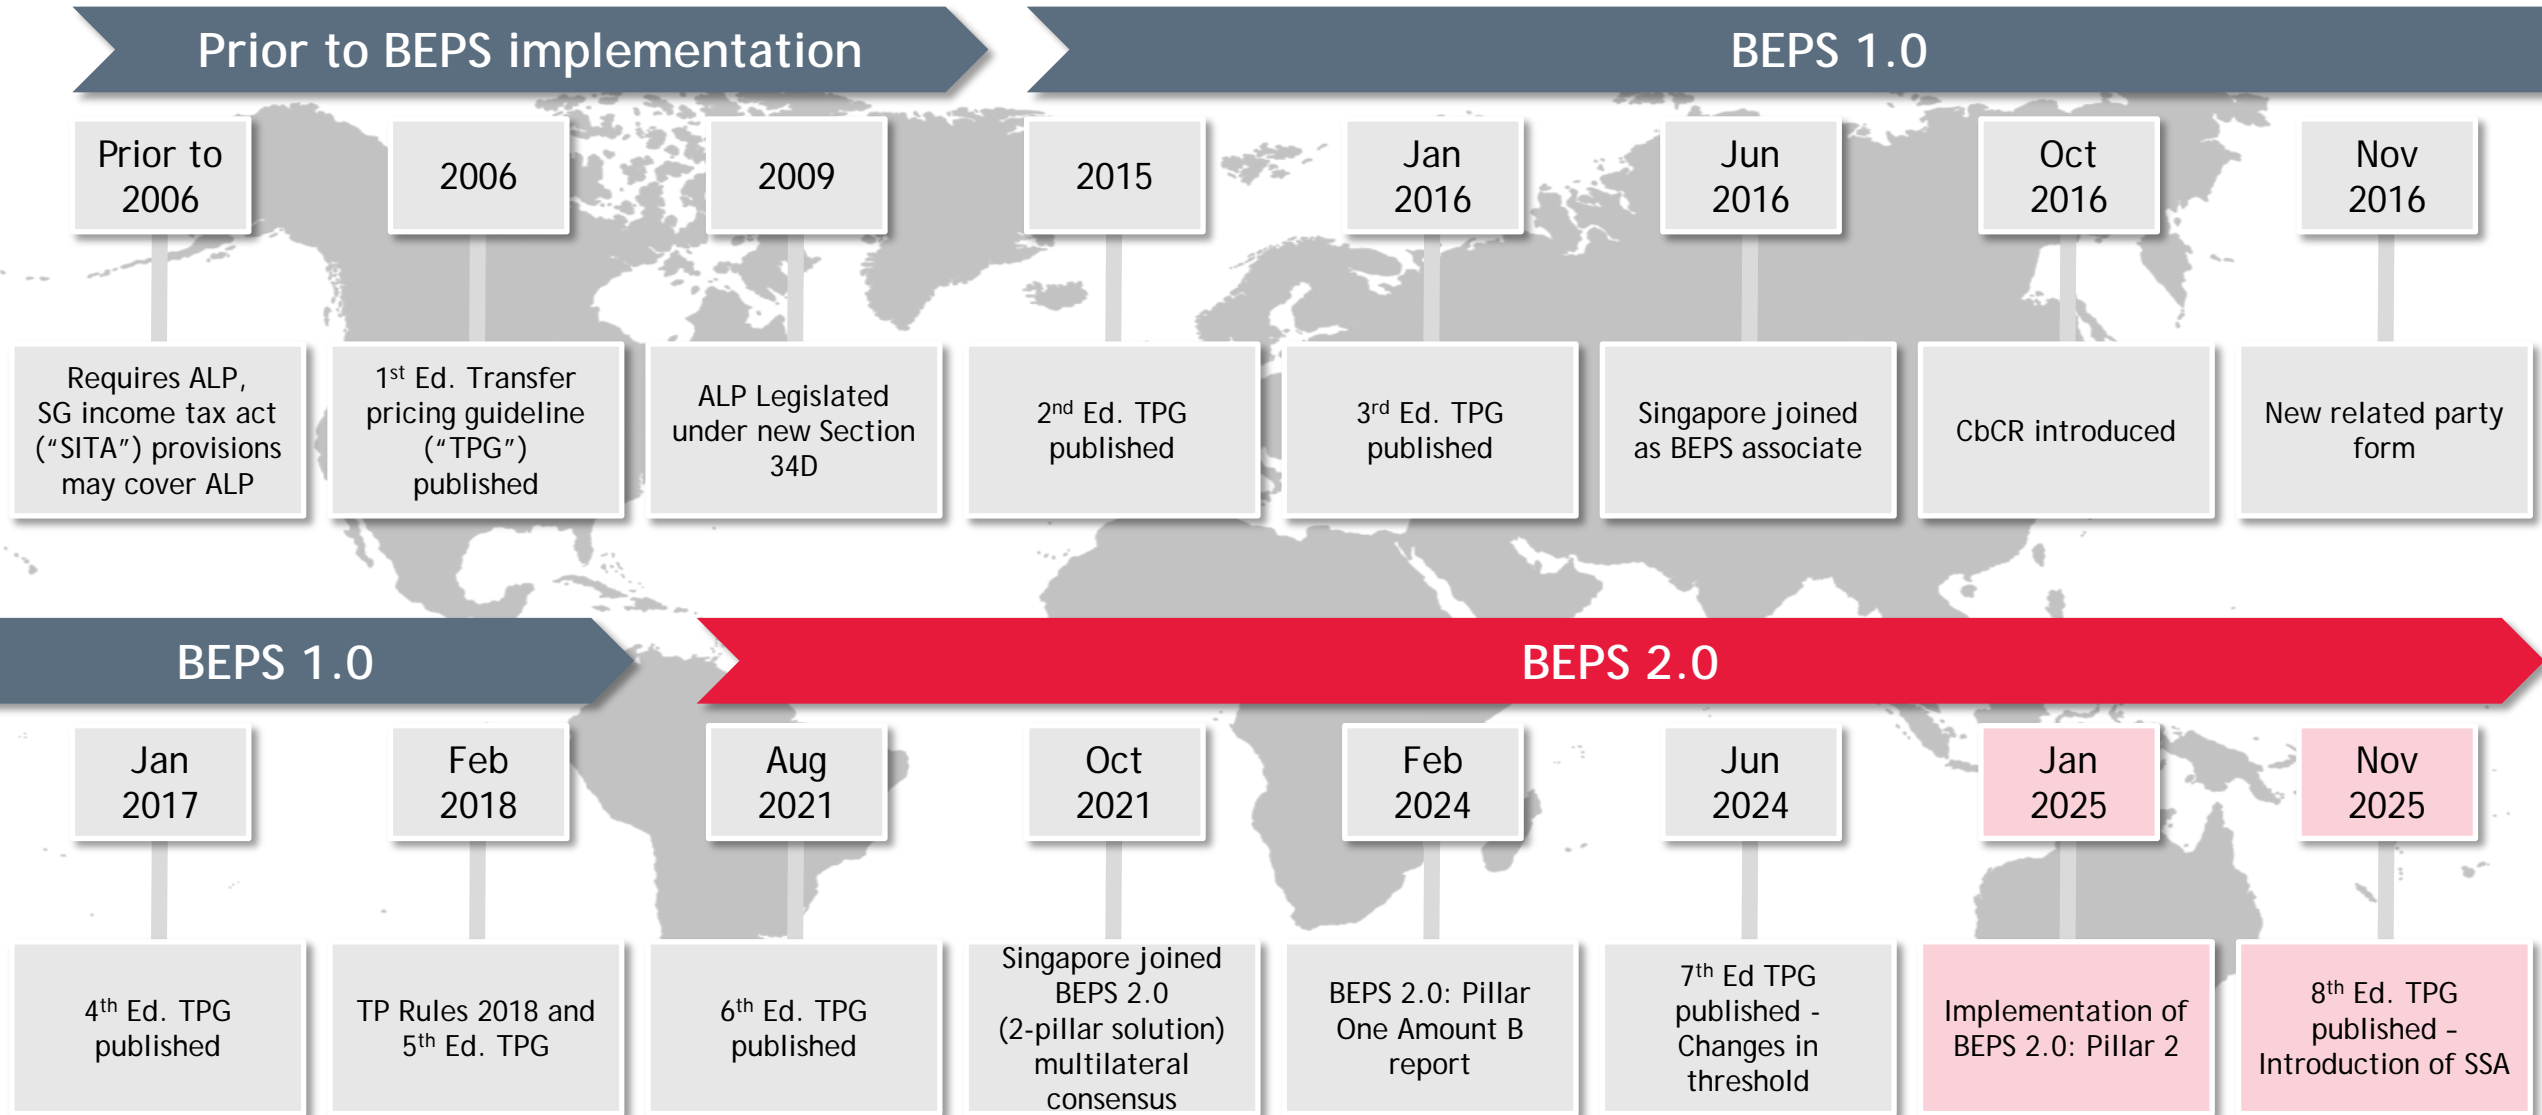 Prior to BEPS implementation
BEPS 1.0
Prior to
2006
2006
2009
2015
Jan
2016
Jun
2016
Oct
2016
Nov
2016
Requires ALP,
SG income tax act
(“SITA”) provisions
may cover ALP
1st Ed. Transfer
pricing guideline
(“TPG”)
published
ALP Legislated
under new Section
34D
2nd Ed. TPG
published
3rd Ed. TPG
published
Singapore joined
as BEPS associate
CbCR introduced
New related party
form
BEPS 1.0
BEPS 2.0
Jan
2017
Feb
2018
Aug
2021
Oct
2021
Feb
2024
Jun
2024
Jan
2025
Nov
2025
4th Ed. TPG
published
TP Rules 2018 and
5th Ed. TPG
6th Ed. TPG
published
Singapore joined
BEPS 2.0
(2-pillar solution)
multilateral
consensus
BEPS 2.0: Pillar
One Amount B
report
7th Ed TPG
published -
Changes in
threshold
Implementation of
BEPS 2.0: Pillar 2
8th Ed. TPG
published –
Introduction of SSA